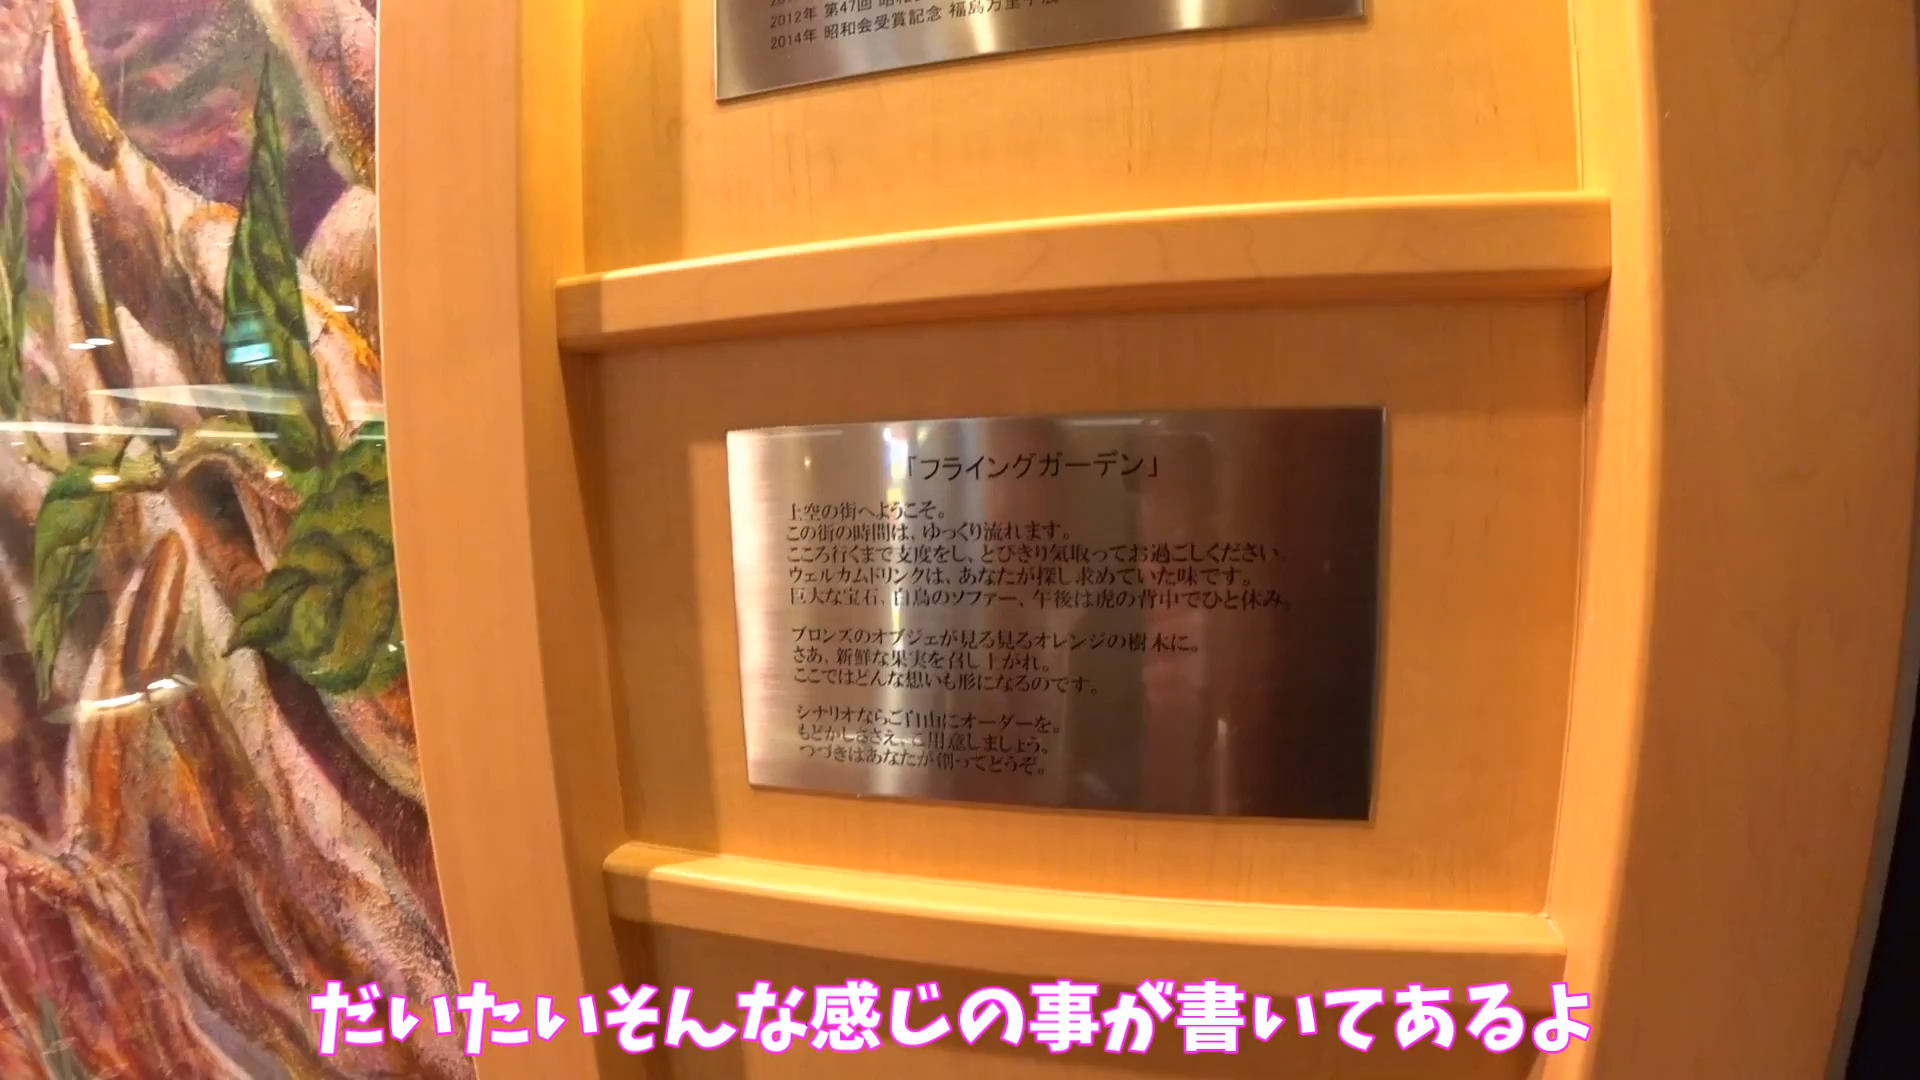 2012年 第47回 昭和
2014年 昭和会受賞記念 福島万里子展
「フライングガーデン」
上空の街へようこそ。
この街の時間は、ゆっくり流れます。
こころ行くまで支度をし、とびきり気取ってお過ごしください。
ウェルカムドリンクは、あなたが探し求めていた味です。
巨大な宝石、白鳥のソファー、午後は虎の背中でひと休み。
ブロンズのオブジェが見る見るオレンジの樹木に。
さあ、新鮮な果実を召し上がれ。
ここではどんな想いも形になるのです。
シナリオならご自由にオーダーを。
もどかしささえ、ご用意しましょう。
つづきはあなたが創ってどうぞ。
だいたいそんな感じの事が書いてあるよ